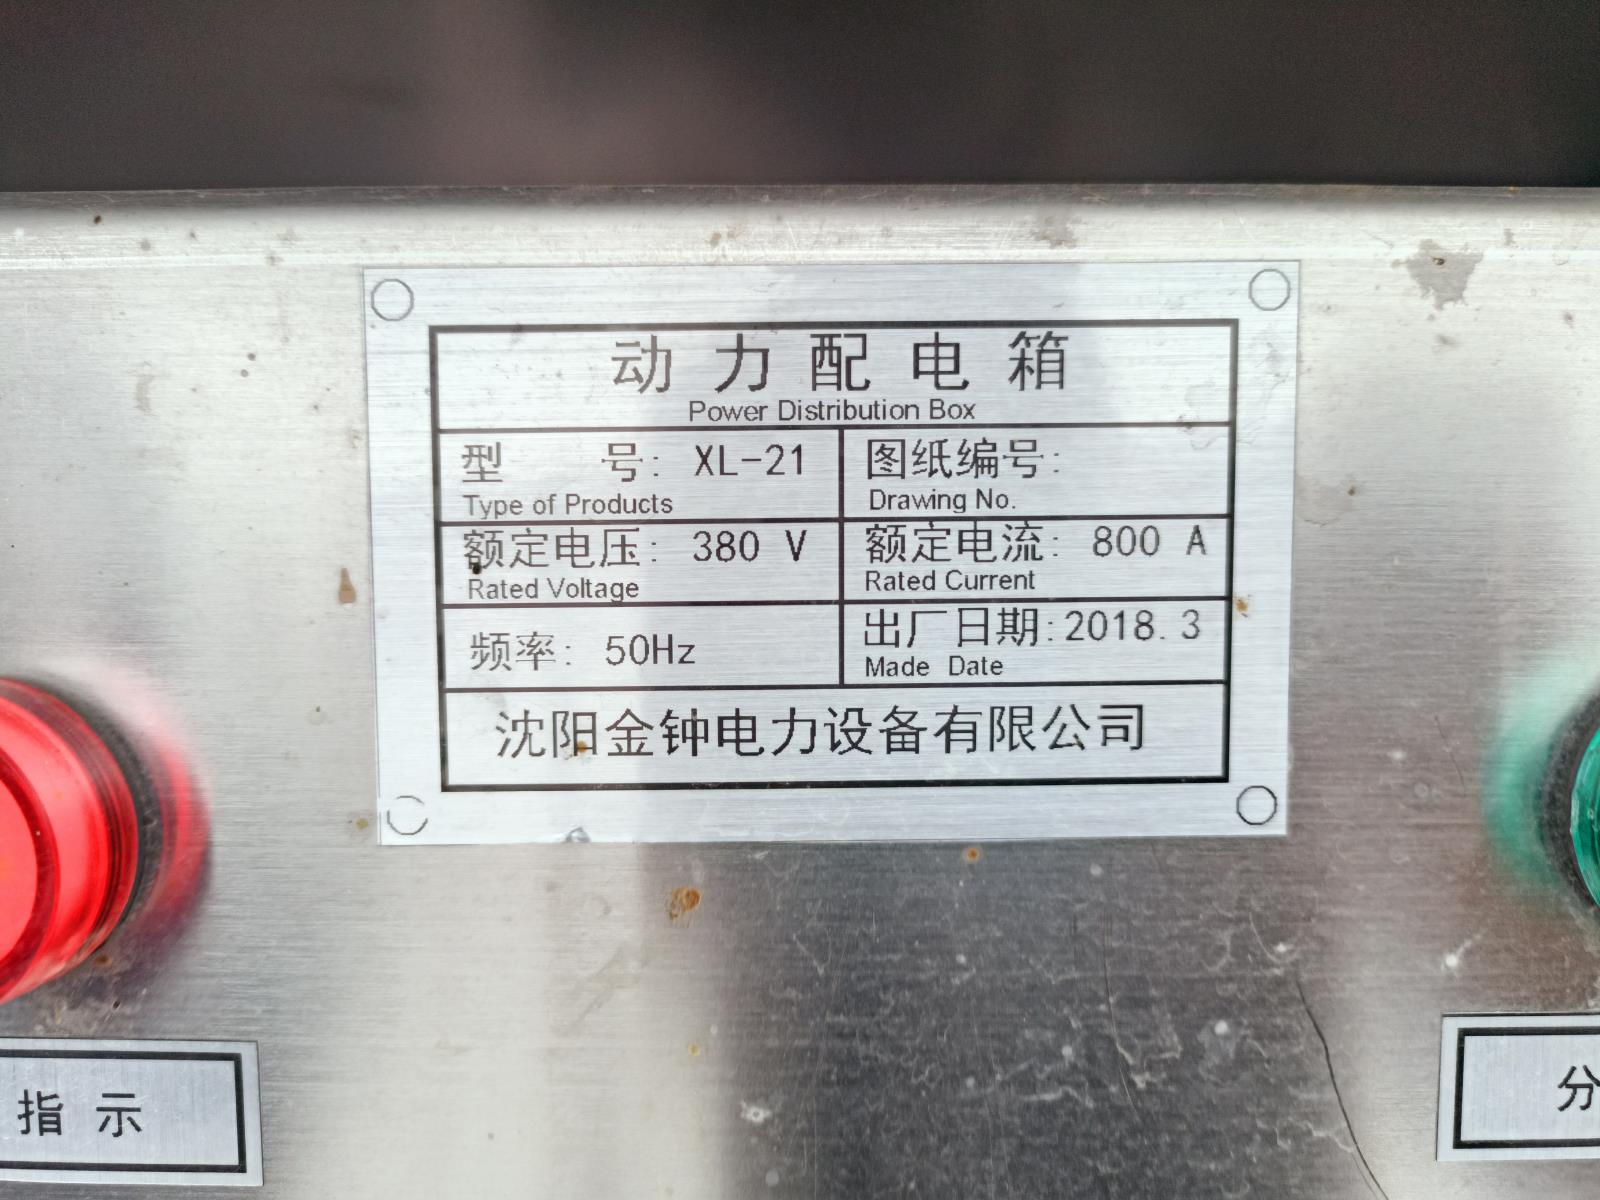 动力配电箱
Power Distribution Box
型 号: XL-21
Type of Products
图纸编号:
Drawing No.
额定电压: 380 V
Rated Voltage
额定电流: 800 A
Rated Current
频率: 50Hz
出厂日期:2018.3
Made Date
沈阳金钟电力设备有限公司
指示
分